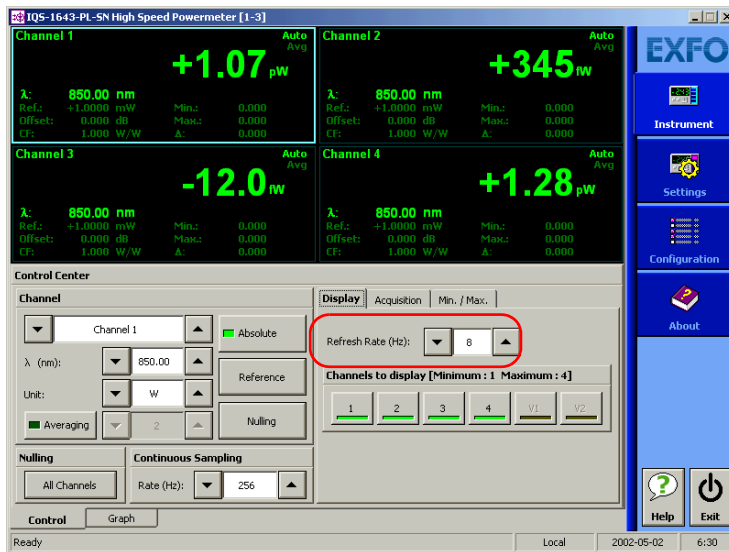 IQS-1643-PL-SN High Speed Powermeter [1-3]
Channel 1 Auto
Avg
+1.07 pW
λ: 850.00 nm
Ref.: +1.0000 mW Min.: 0.000
Offset: 0.000 dB Max.: 0.000
CF: 1.000 W/W Δ: 0.000
Channel 2 Auto
Avg
+345 fW
λ: 850.00 nm
Ref.: +1.0000 mW Min.: 0.000
Offset: 0.000 dB Max.: 0.000
CF: 1.000 W/W Δ: 0.000
Channel 3 Auto
Avg
-12.0 fW
λ: 850.00 nm
Ref.: +1.0000 mW Min.: 0.000
Offset: 0.000 dB Max.: 0.000
CF: 1.000 W/W Δ: 0.000
Channel 4 Auto
Avg
+1.28 pW
λ: 850.00 nm
Ref.: +1.0000 mW Min.: 0.000
Offset: 0.000 dB Max.: 0.000
CF: 1.000 W/W Δ: 0.000
EXFO
Instrument
Settings
Configuration
About
Help Exit
Control Center
Channel
Channel 1
λ (nm): 850.00
Unit: W
Averaging 2
Absolute
Reference
Nulling
Nulling
All Channels
Continuous Sampling
Rate (Hz): 256
Display Acquisition Min. / Max.
Refresh Rate (Hz): 8
Channels to display [Minimum : 1 Maximum : 4]
1 2 3 4 V1 V2
Control Graph
Ready Local 2002-05-02 6:30